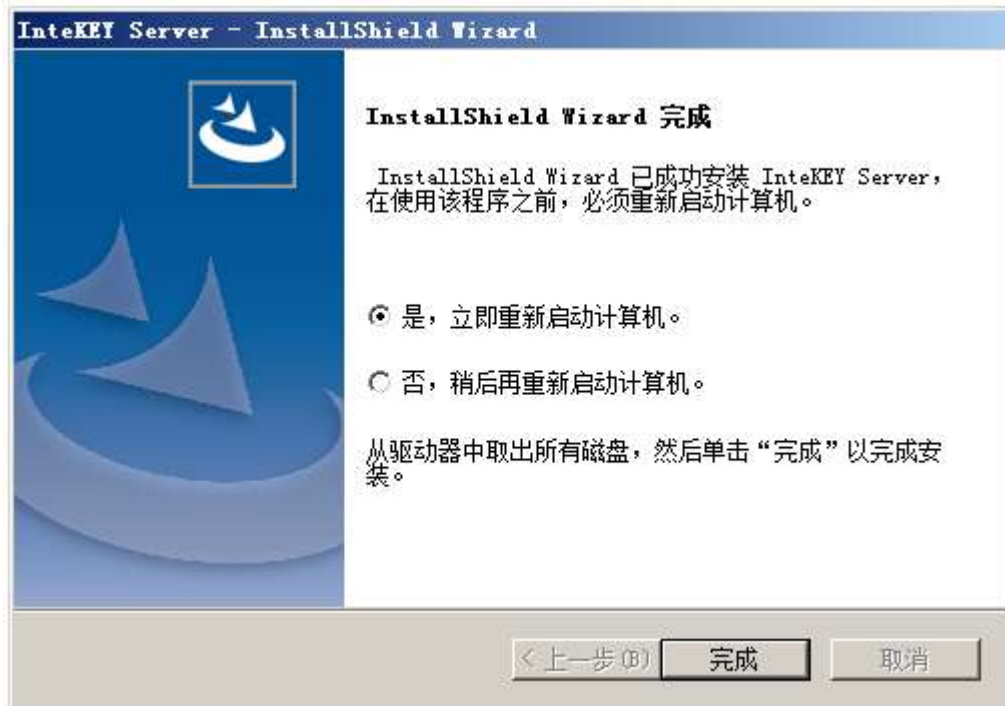 InteKEY Server - InstallShield Wizard
InstallShield Wizard 完成
InstallShield Wizard 已成功安装 InteKEY Server，
在使用该程序之前，必须重新启动计算机。
是，立即重新启动计算机。
否，稍后再重新启动计算机。
从驱动器中取出所有磁盘，然后单击“完成”以完成安
装。
< 上一步(B)
完成
取消